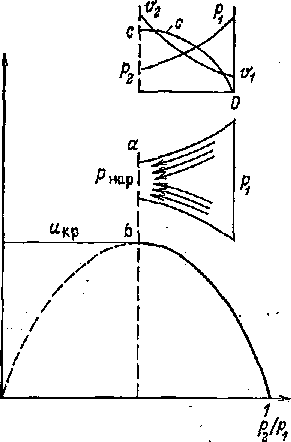 v₂ p₁
c c
p₂ v₁
0
a
p нар p₁
uкр b
1
p₂/p₁